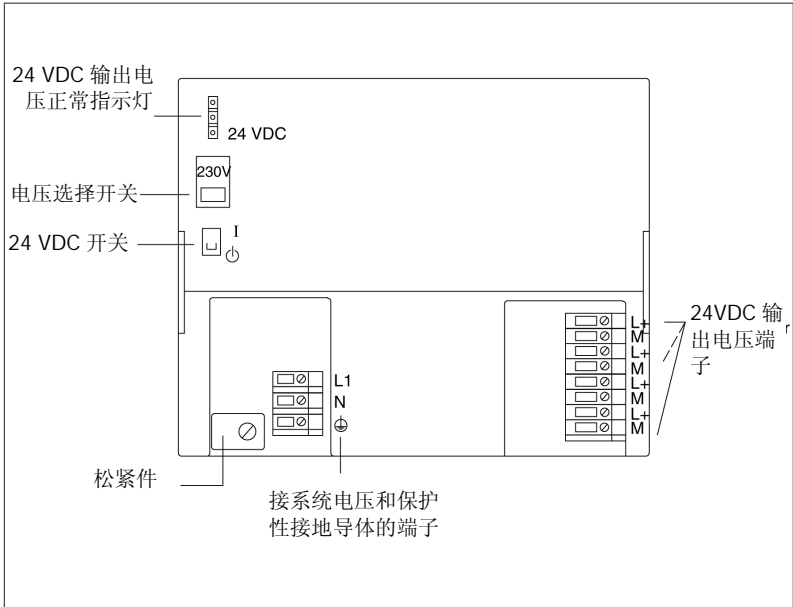 24 VDC 输出电
压正常指示灯
24 VDC
230V
电压选择开关
I
24 VDC 开关
L+
M
L+
M
L+
M
L+
M
24VDC 输
出电压端
子
r
L1
N
松紧件
接系统电压和保护
性接地导体的端子